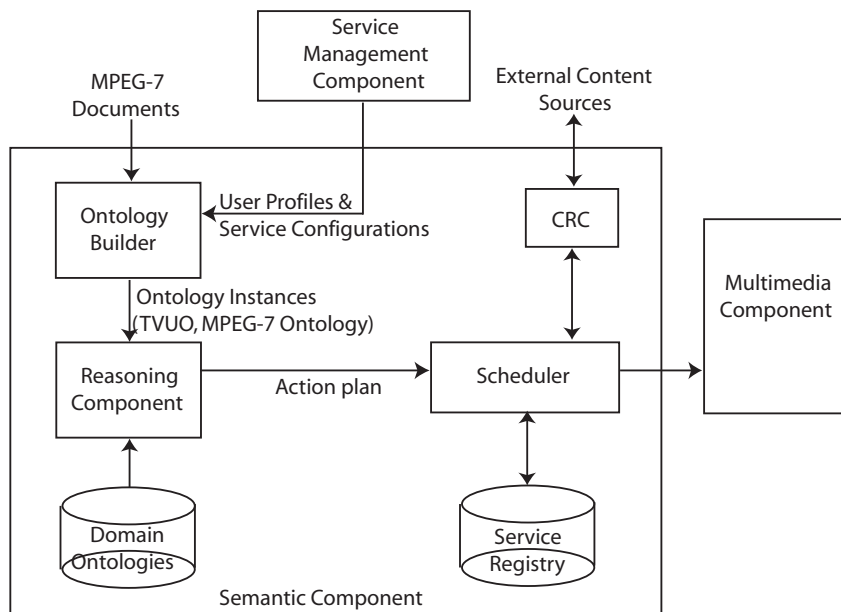 Service
Management
Component
MPEG-7
Documents
External Content
Sources
Ontology
Builder
User Profiles &
Service Configurations
CRC
Multimedia
Component
Ontology Instances
(TVUO, MPEG-7 Ontology)
Reasoning
Component
Action plan
Scheduler
Domain
Ontologies
Service
Registry
Semantic Component